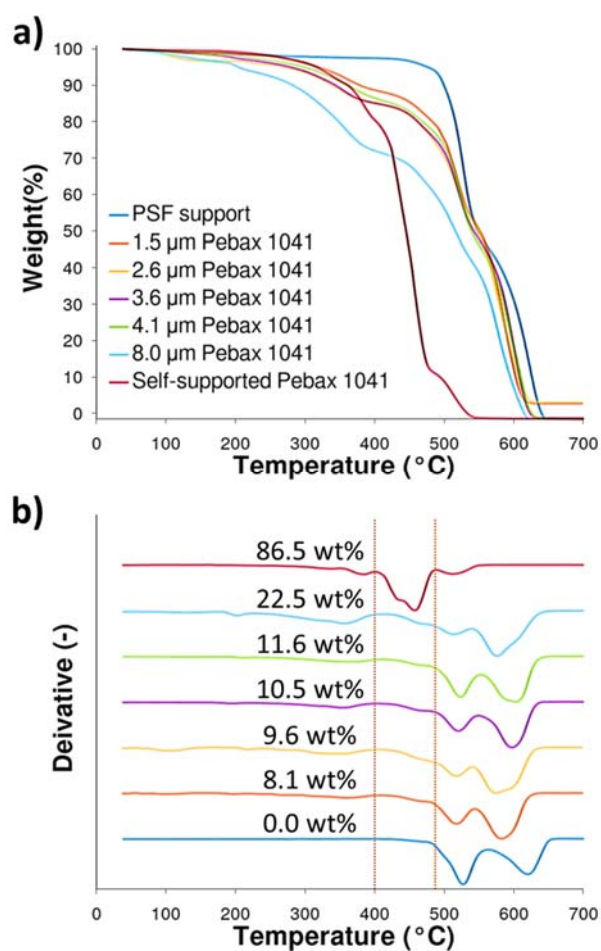 a)
100
90
80
70
60
50
40
30
20
10
0
Weight(%)
PSF support
1.5 µm Pebax 1041
2.6 µm Pebax 1041
3.6 µm Pebax 1041
4.1 µm Pebax 1041
8.0 µm Pebax 1041
Self-supported Pebax 1041
0 100 200 300 400 500 600 700
Temperature (°C)
b)
Deivative (-)
86.5 wt%
22.5 wt%
11.6 wt%
10.5 wt%
9.6 wt%
8.1 wt%
0.0 wt%
0 100 200 300 400 500 600 700
Temperature (°C)